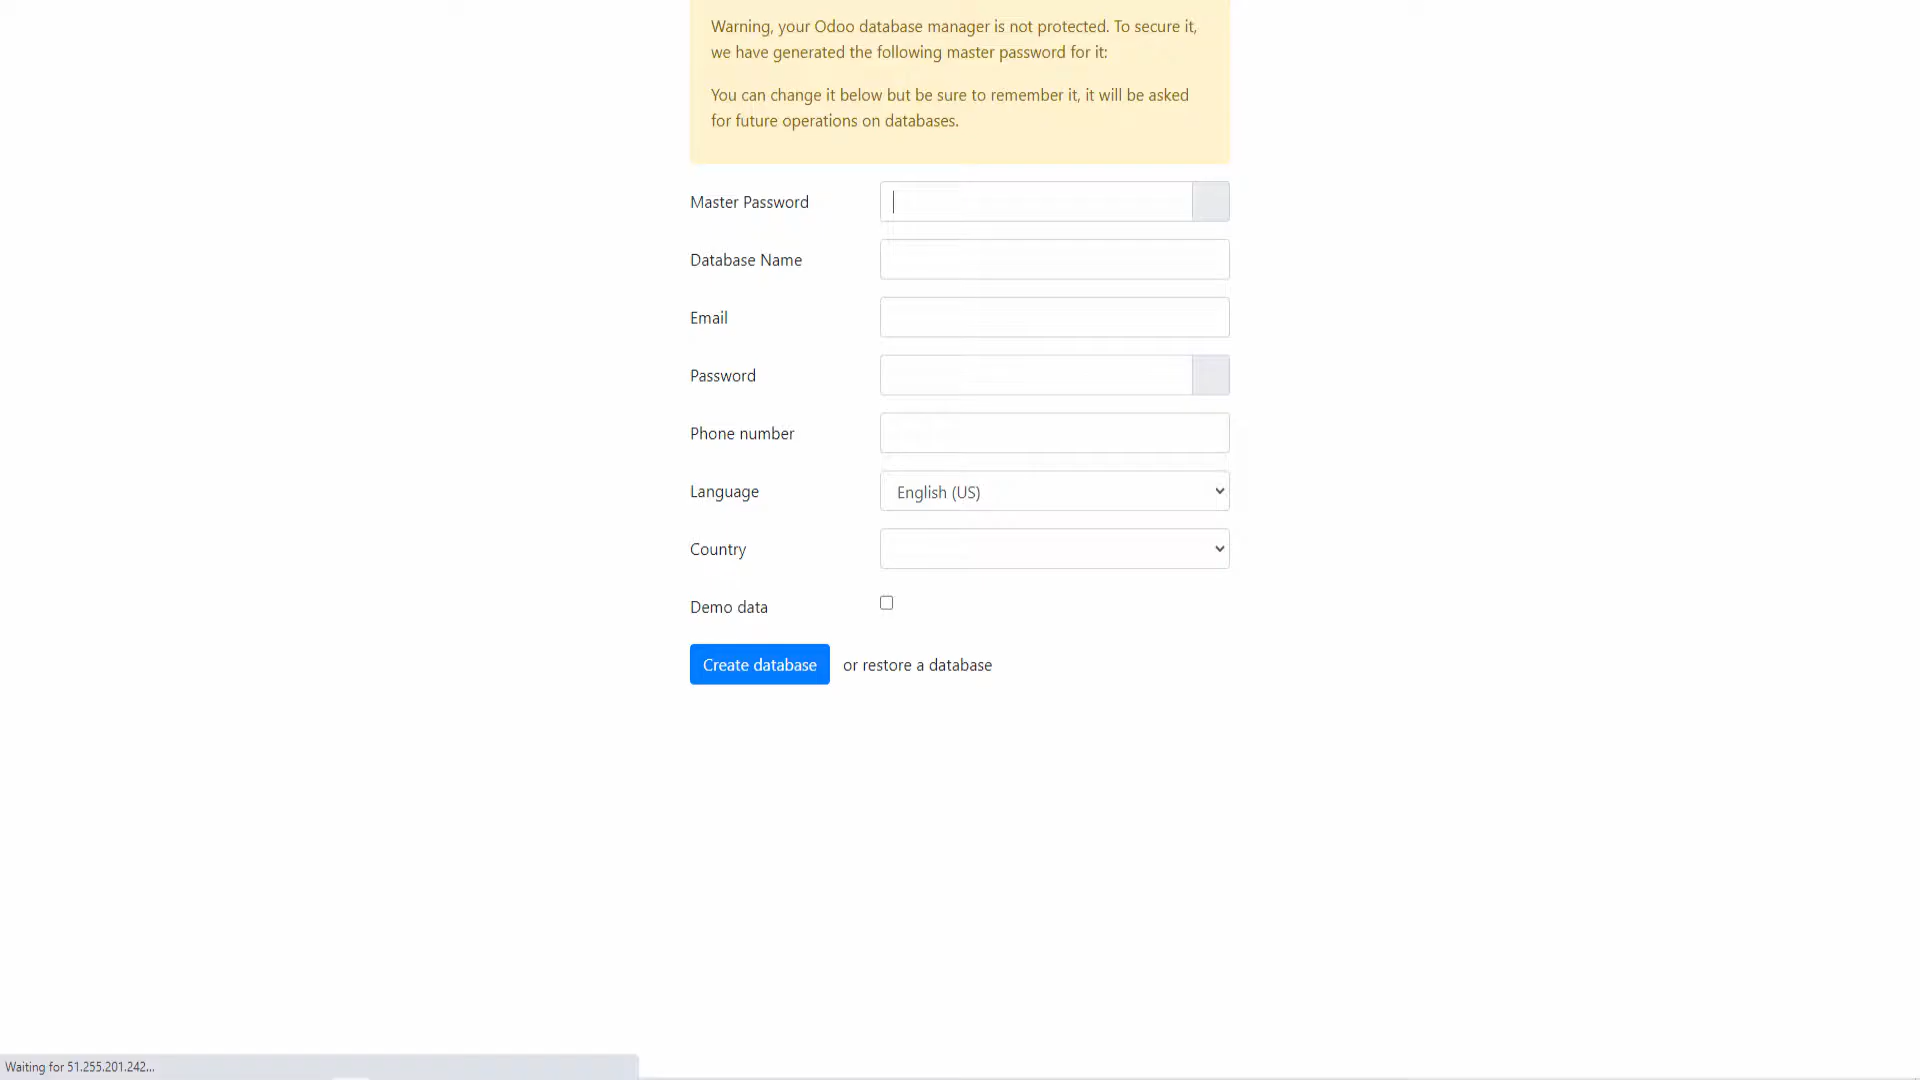 Warning, your Odoo database manager is not protected. To secure it,
we have generated the following master password for it:
You can change it below but be sure to remember it, it will be asked
for future operations on databases.
Master Password
Database Name
Email
Password
Phone number
Language
English (US)
Country
Demo data
Create database or restore a database
Waiting for 51.255.201.242...